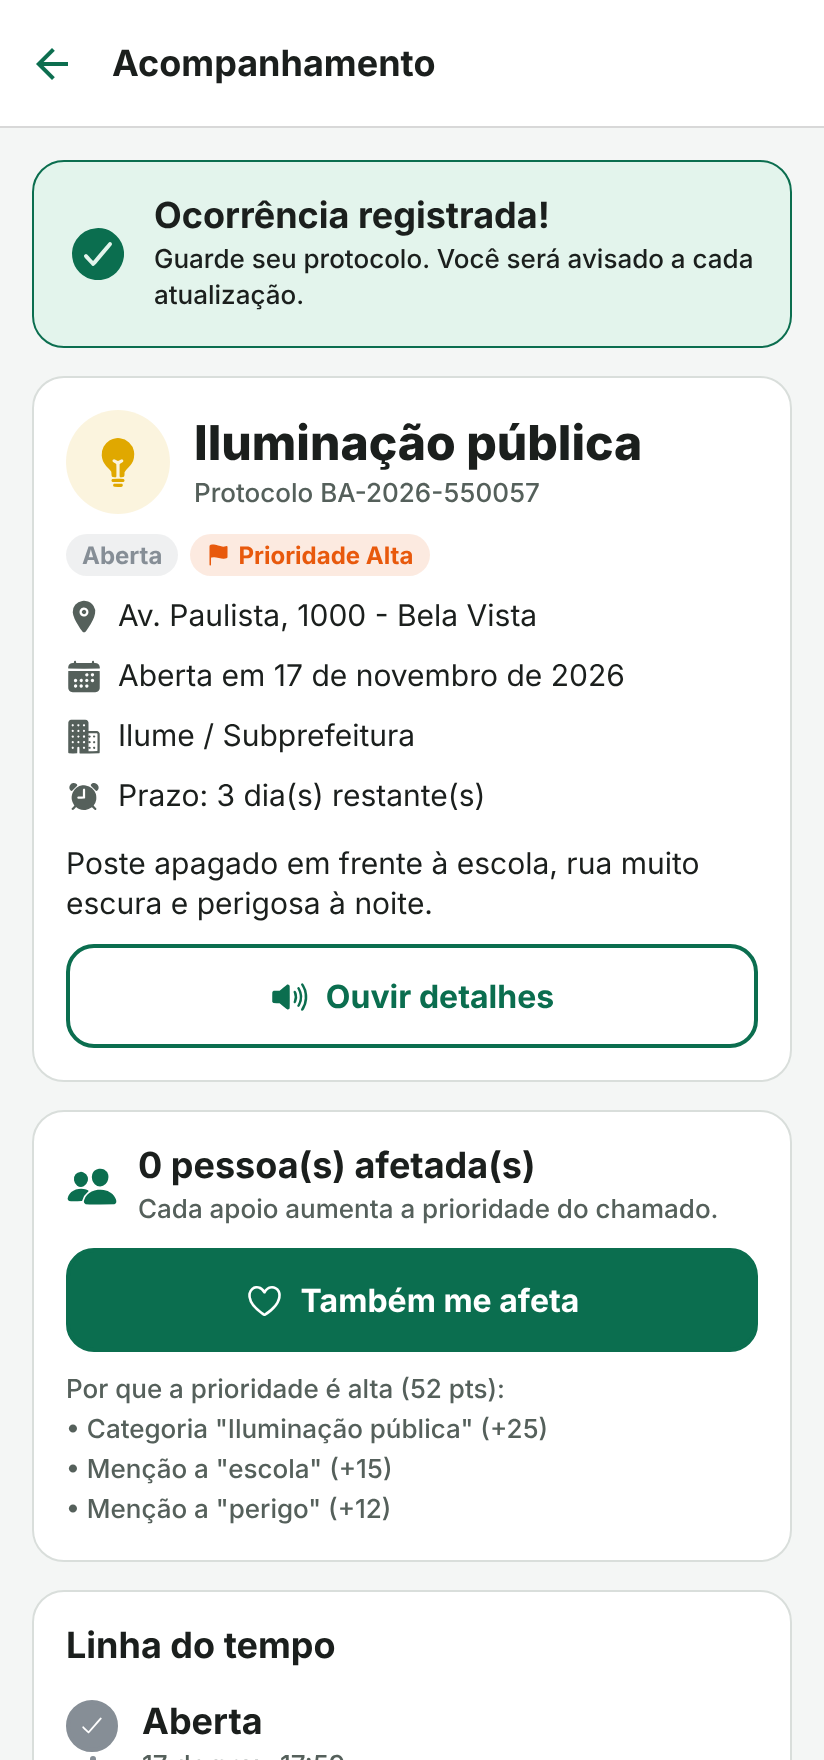 Acompanhamento
Ocorrência registrada!
Guarde seu protocolo. Você será avisado a cada
atualização.
Iluminação pública
Protocolo BA-2026-550057
Aberta
Prioridade Alta
Av. Paulista, 1000 - Bela Vista
Aberta em 17 de novembro de 2026
Ilume / Subprefeitura
Prazo: 3 dia(s) restante(s)
Poste apagado em frente à escola, rua muito
escura e perigosa à noite.
Ouvir detalhes
0 pessoa(s) afetada(s)
Cada apoio aumenta a prioridade do chamado.
Também me afeta
Por que a prioridade é alta (52 pts):
• Categoria "Iluminação pública" (+25)
• Menção a "escola" (+15)
• Menção a "perigo" (+12)
Linha do tempo
Aberta